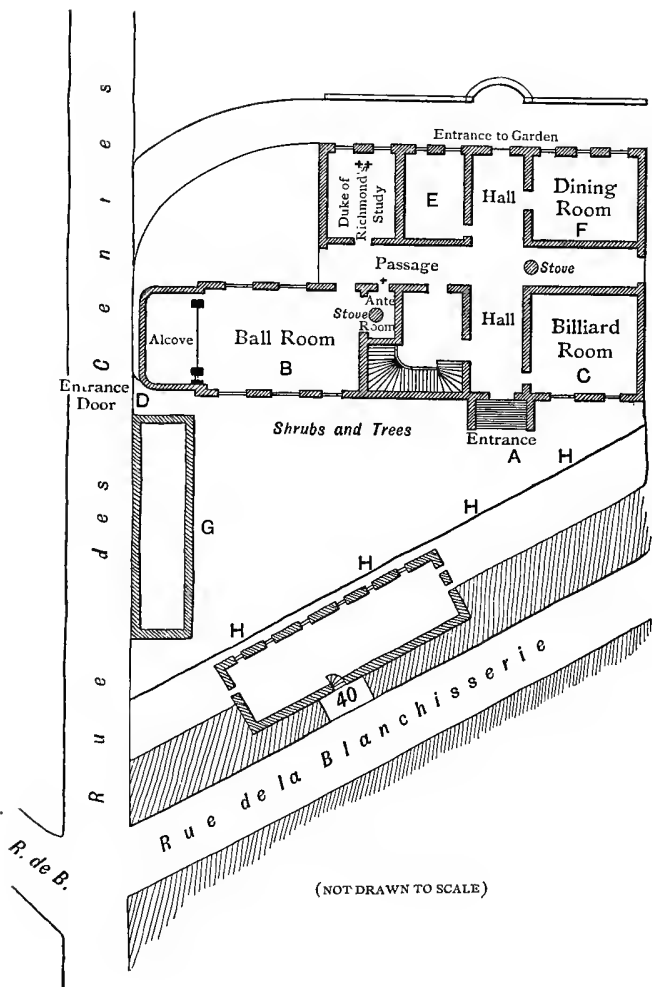 Entrance to Garden
Duke of
Richmond's
Study
E
Hall
Dining
Room
F
Passage
Stove
Ante
Room
Stove
Alcove
Ball Room
B
Hall
Billiard
Room
C
Entrance
Door
D
Shrubs and Trees
Entrance
A
H
H
H
H
G
40
Rue des Cendres
Rue de la Blanchisserie
R. de B.
(NOT DRAWN TO SCALE)